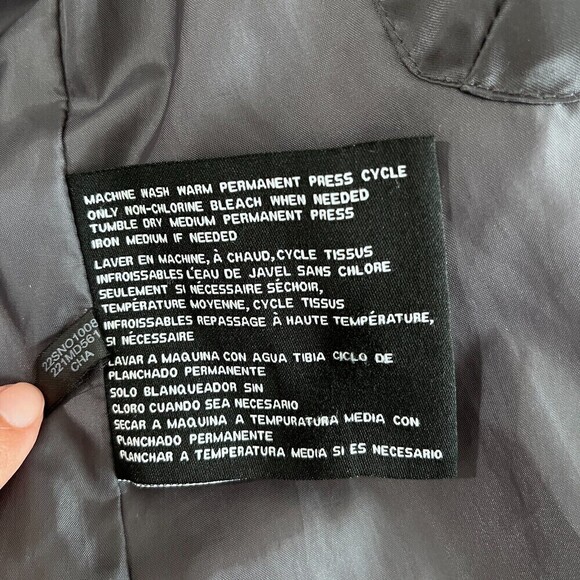 MACHINE WASH WARM PERMANENT PRESS CYCLE
ONLY NON-CHLORINE BLEACH WHEN NEEDED
TUMBLE DRY MEDIUM PERMANENT PRESS
IRON MEDIUM IF NEEDED
LAVER EN MACHINE, À CHAUD, CYCLE TISSUS
INFROISSABLES L'EAU DE JAVEL SANS CHLORE
SEULEMENT SI NÉCESSAIRE SÉCHOIR,
TEMPÉRATURE MOYENNE, CYCLE TISSUS
INFROISSABLES REPASSAGE À HAUTE TEMPÉRATURE,
SI NÉCESSAIRE
LAVAR A MAQUINA CON AGUA TIBIA CICLO DE
PLANCHADO PERMANENTE
SOLO BLANQUEADOR SIN
CLORO CUANDO SEA NECESARIO
SECAR A MAQUINA A TEMPURATURA MEDIA CON
PLANCHADO PERMANENTE
PLANCHAR A TEMPERATURA MEDIA SI ES NECESARIO
22SNO1008
221MD561
CHA